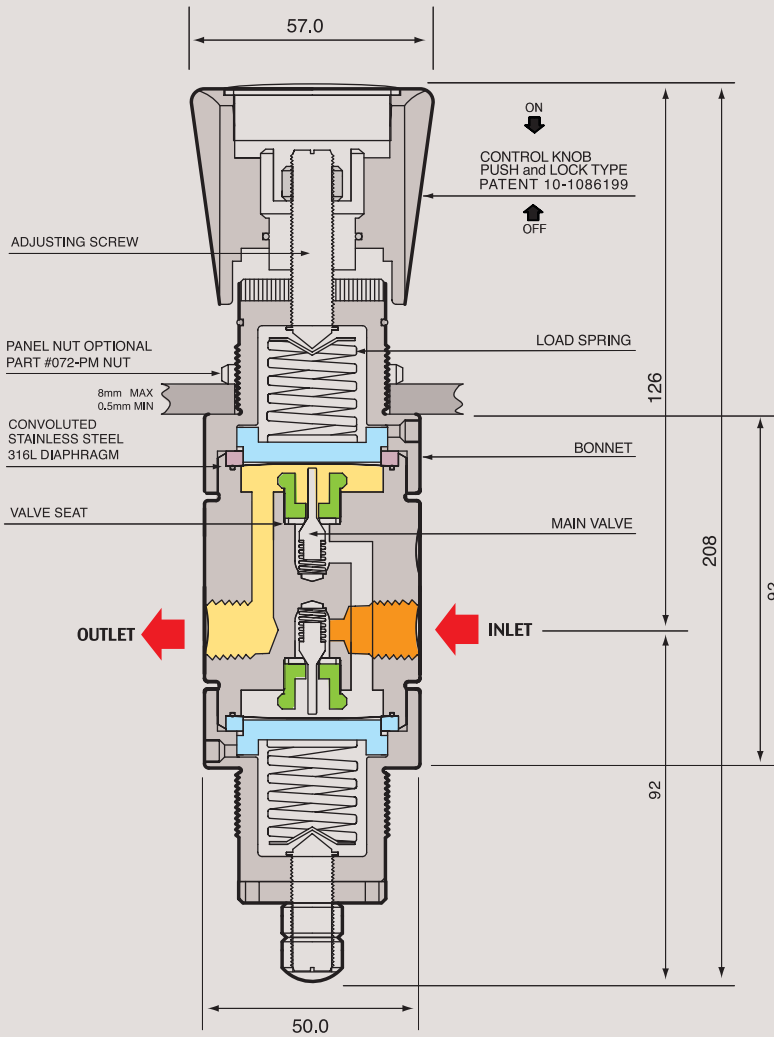 57.0
ON
CONTROL KNOB
PUSH and LOCK TYPE
PATENT 10-1086199
OFF
ADJUSTING SCREW
PANEL NUT OPTIONAL
PART #072-PM NUT
LOAD SPRING
8mm MAX
0.5mm MIN
126
CONVOLUTED
STAINLESS STEEL
316L DIAPHRAGM
BONNET
VALVE SEAT
MAIN VALVE
208
OUTLET
INLET
92
50.0